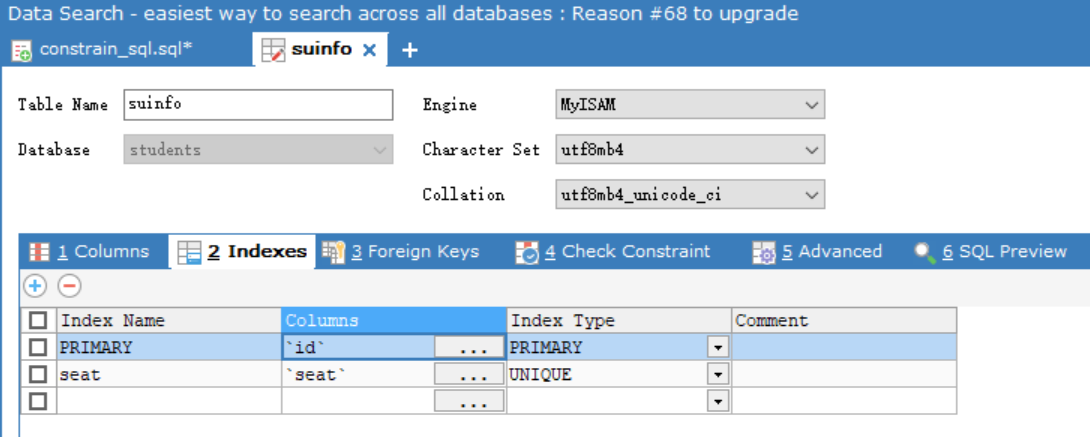 Data Search - easiest way to search across all databases : Reason #68 to upgrade
constrain_sql.sql* suinfo × +
Table Name suinfo Engine MyISAM
Database students Character Set utf8mb4
Collation utf8mb4_unicode_ci
1 Columns 2 Indexes 3 Foreign Keys 4 Check Constraint 5 Advanced 6 SQL Preview
Index Name Columns Index Type Comment
PRIMARY `id` ... PRIMARY
seat `seat` ... UNIQUE
...